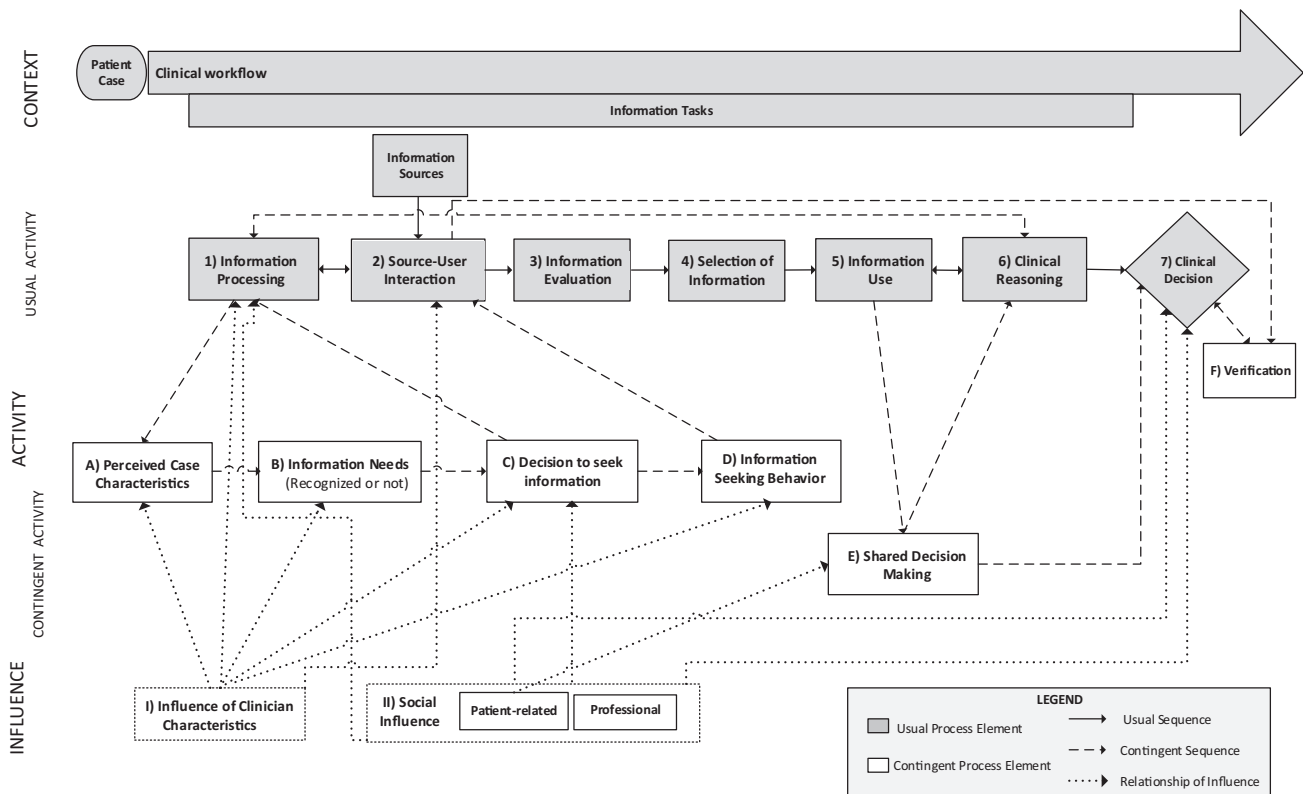 CONTEXT
Patient
Case
Clinical workflow
Information Tasks
Information
Sources
USUAL ACTIVITY
1) Information
Processing
2) Source-User
Interaction
3) Information
Evaluation
4) Selection of
Information
5) Information
Use
6) Clinical
Reasoning
7) Clinical
Decision
F) Verification
ACTIVITY
CONTINGENT ACTIVITY
A) Perceived Case
Characteristics
B) Information Needs
(Recognized or not)
C) Decision to seek
information
D) Information
Seeking Behavior
E) Shared Decision
Making
INFLUENCE
I) Influence of Clinician
Characteristics
II) Social
Influence
Patient-related
Professional
LEGEND
Usual Process Element
Contingent Process Element
Usual Sequence
Contingent Sequence
Relationship of Influence